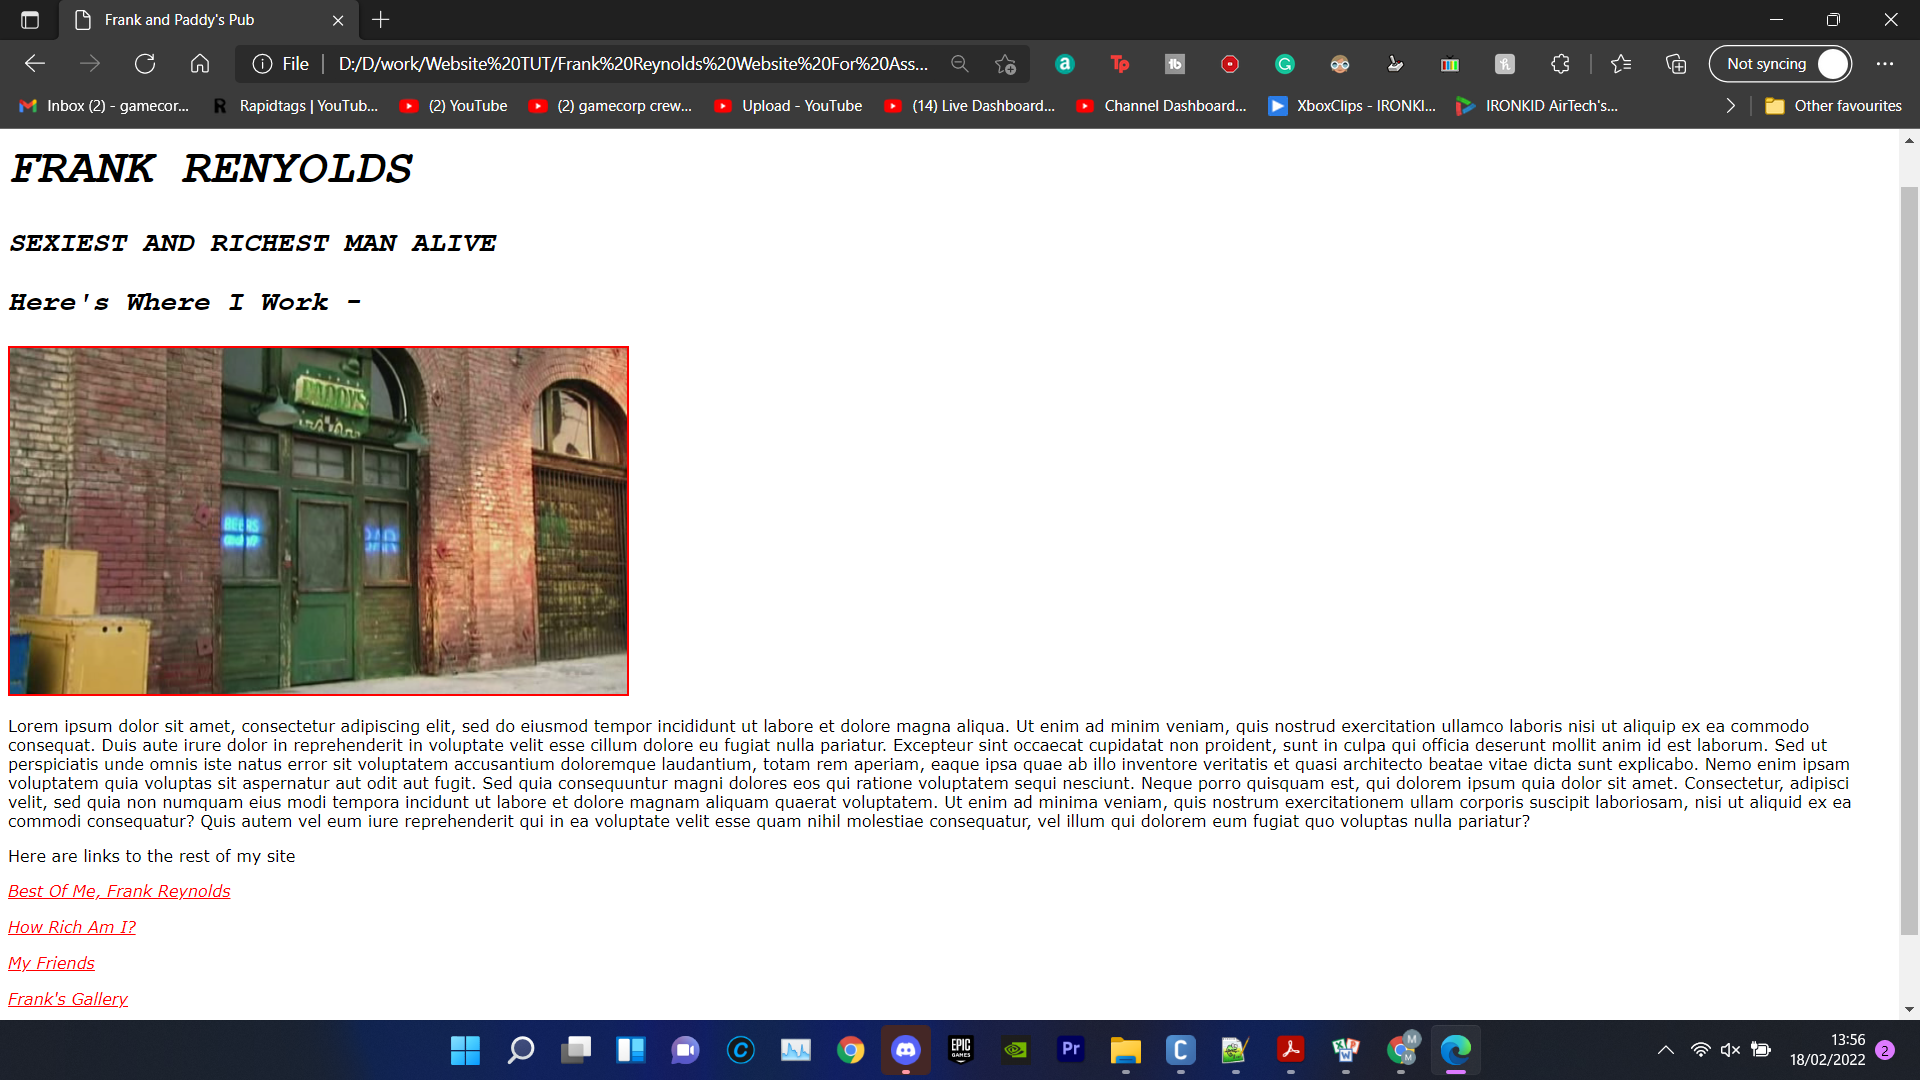 Frank and Paddy's Pub
File
D:/D/work/Website%20TUT/Frank%20Reynolds%20Website%20For%20Ass...
Not syncing
Inbox (2) - gamecor...
Rapidtags | YouTub...
(2) YouTube
(2) gamecorp crew...
Upload - YouTube
(14) Live Dashboard...
Channel Dashboard...
XboxClips - IRONKI...
IRONKID AirTech's...
Other favourites
FRANK RENYOLDS
SEXIEST AND RICHEST MAN ALIVE
Here's Where I Work -
PADDY'S
BEERS
BAR
Lorem ipsum dolor sit amet, consectetur adipiscing elit, sed do eiusmod tempor incididunt ut labore et dolore magna aliqua. Ut enim ad minim veniam, quis nostrud exercitation ullamco laboris nisi ut aliquip ex ea commodo
consequat. Duis aute irure dolor in reprehenderit in voluptate velit esse cillum dolore eu fugiat nulla pariatur. Excepteur sint occaecat cupidatat non proident, sunt in culpa qui officia deserunt mollit anim id est laborum. Sed ut
perspiciatis unde omnis iste natus error sit voluptatem accusantium doloremque laudantium, totam rem aperiam, eaque ipsa quae ab illo inventore veritatis et quasi architecto beatae vitae dicta sunt explicabo. Nemo enim ipsam
voluptatem quia voluptas sit aspernatur aut odit aut fugit. Sed quia consequuntur magni dolores eos qui ratione voluptatem sequi nesciunt. Neque porro quisquam est, qui dolorem ipsum quia dolor sit amet. Consectetur, adipisci
velit, sed quia non numquam eius modi tempora incidunt ut labore et dolore magnam aliquam quaerat voluptatem. Ut enim ad minima veniam, quis nostrum exercitationem ullam corporis suscipit laboriosam, nisi ut aliquid ex ea
commodi consequatur? Quis autem vel eum iure reprehenderit qui in ea voluptate velit esse quam nihil molestiae consequatur, vel illum qui dolorem eum fugiat quo voluptas nulla pariatur?
Here are links to the rest of my site
Best Of Me, Frank Reynolds
How Rich Am I?
My Friends
Frank's Gallery
EPIC
GAMES
Pr
13:56
18/02/2022
2